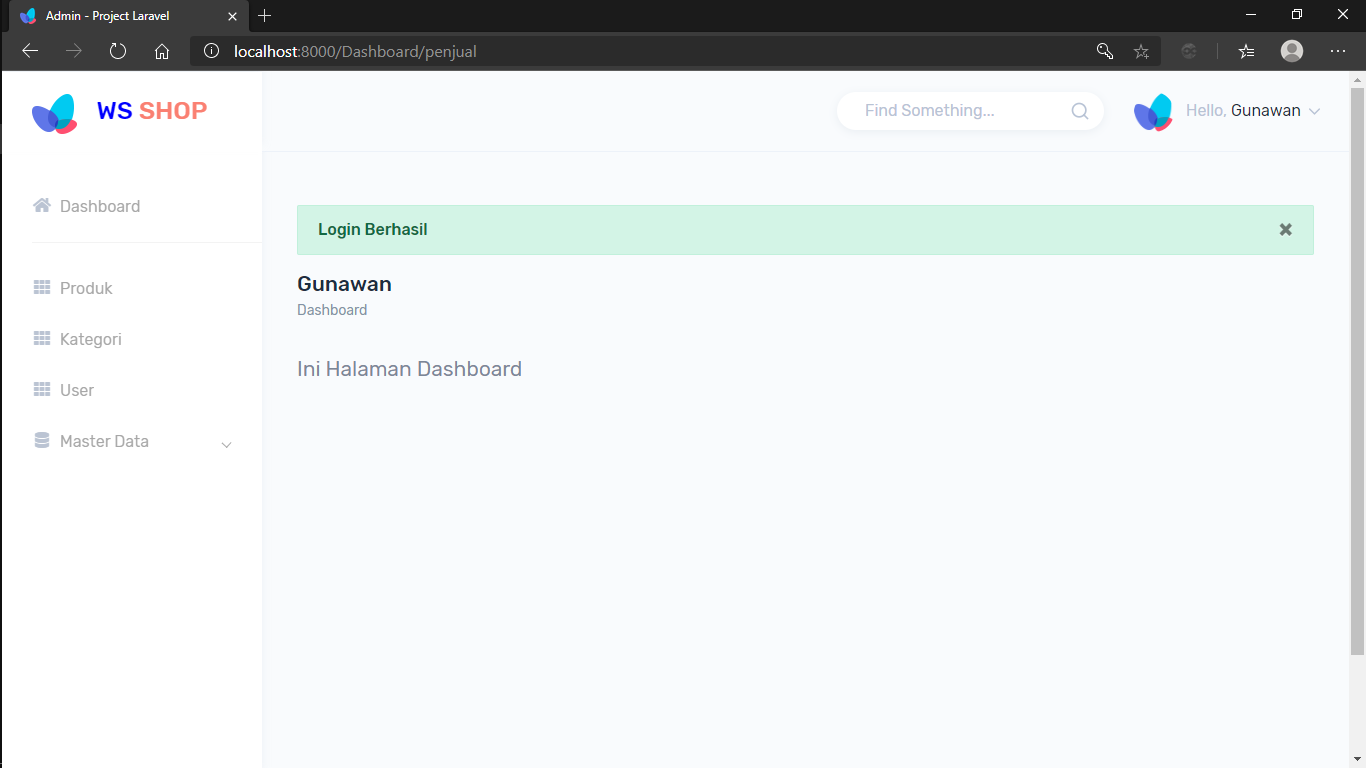 Admin - Project Laravel
localhost:8000/Dashboard/penjual
WS SHOP
Find Something...
Hello, Gunawan
Dashboard
Produk
Kategori
User
Master Data
Login Berhasil
Gunawan
Dashboard
Ini Halaman Dashboard